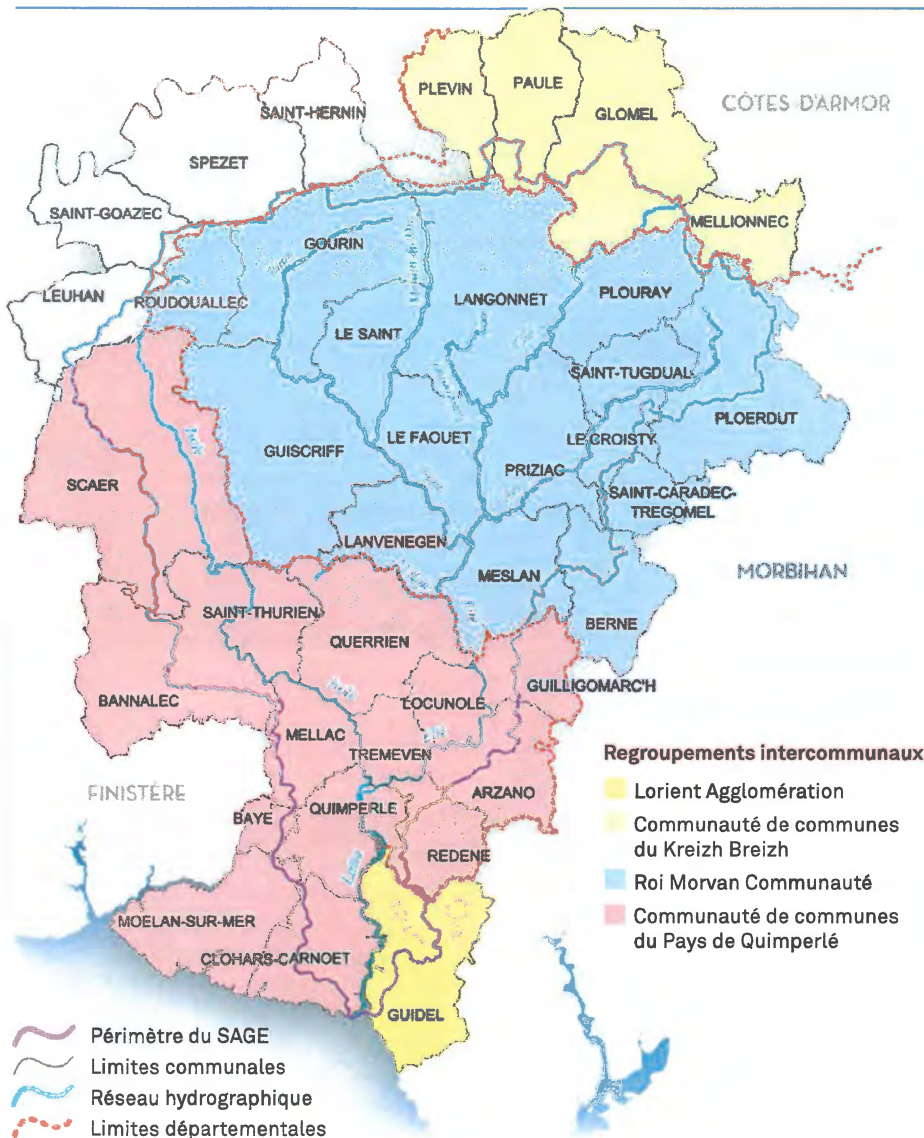 CÔTES D'ARMOR
PLEVIN
PAULE
GLOMEL
SAINT-HERNIN
SPEZET
SAINT-GOAZEC
MELLIONNEC
GOURIN
LEUHAN
ROUDOUALLEC
LANGONNET
PLOURAY
LE SAINT
SAINT-TUGDUAL
PLOERDUT
GUISCRIFF
LE FAOUET
LE CROISTY
PRIZIAC
SCAER
SAINT-CARADEC-
TREGOMEL
LANVENEGEN
MESLAN
MORBIHAN
SAINT-THURIEN
BERNE
QUERRIEN
GUILLIGOMARC'H
BANNALEC
LOCUNOLE
MELLAC
TREMEVEN
FINISTÈRE
ARZANO
QUIMPERLE
BAYE
REDENE
MOELAN-SUR-MER
CLOHARS-CARNOET
GUIDEL
Regroupements intercommunaux
Lorient Agglomération
Communauté de communes
du Kreizh Breizh
Roi Morvan Communauté
Communauté de communes
du Pays de Quimperlé
Périmètre du SAGE
Limites communales
Réseau hydrographique
Limites départementales